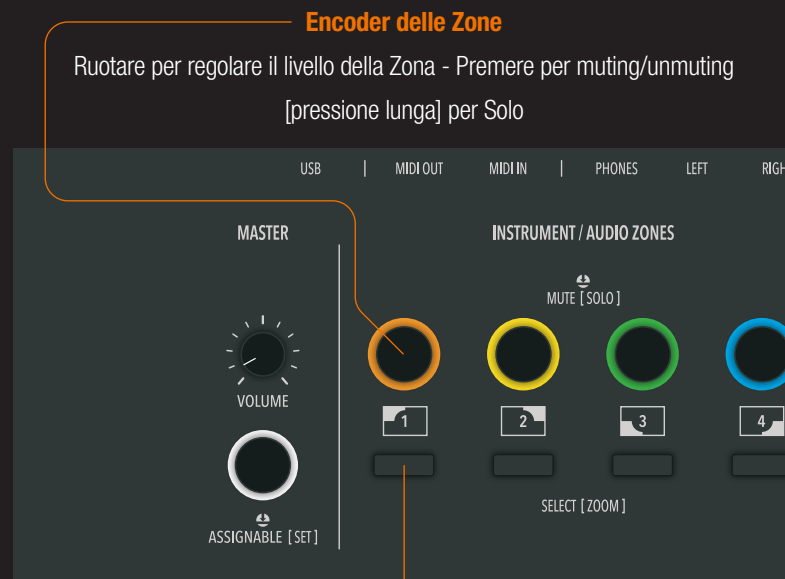 Encoder delle Zone
Ruotare per regolare il livello della Zona - Premere per muting/unmuting
[pressione lunga] per Solo
USB | MIDI OUT MIDI IN | PHONES LEFT RIGH
MASTER INSTRUMENT / AUDIO ZONES
MUTE [ SOLO ]
VOLUME
1 2 3 4
SELECT [ ZOOM ]
ASSIGNABLE [ SET ]